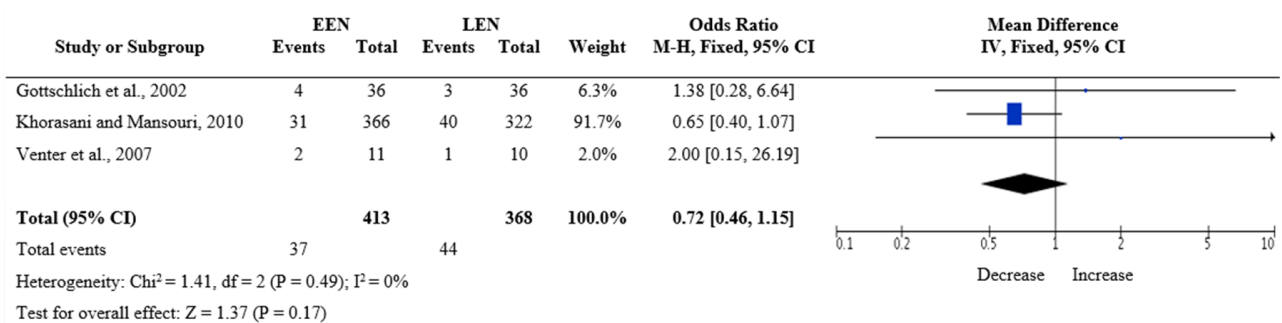 EEN LEN Odds Ratio Mean Difference
Study or Subgroup Events Total Events Total Weight M-H, Fixed, 95% CI IV, Fixed, 95% CI
Gottschlich et al., 2002 4 36 3 36 6.3% 1.38 [0.28, 6.64]
Khorasani and Mansouri, 2010 31 366 40 322 91.7% 0.65 [0.40, 1.07]
Venter et al., 2007 2 11 1 10 2.0% 2.00 [0.15, 26.19]
Total (95% CI) 413 368 100.0% 0.72 [0.46, 1.15]
Total events 37 44
0.1 0.2 0.5 1 2 5 10
Heterogeneity: Chi² = 1.41, df = 2 (P = 0.49); I² = 0%
Decrease Increase
Test for overall effect: Z = 1.37 (P = 0.17)